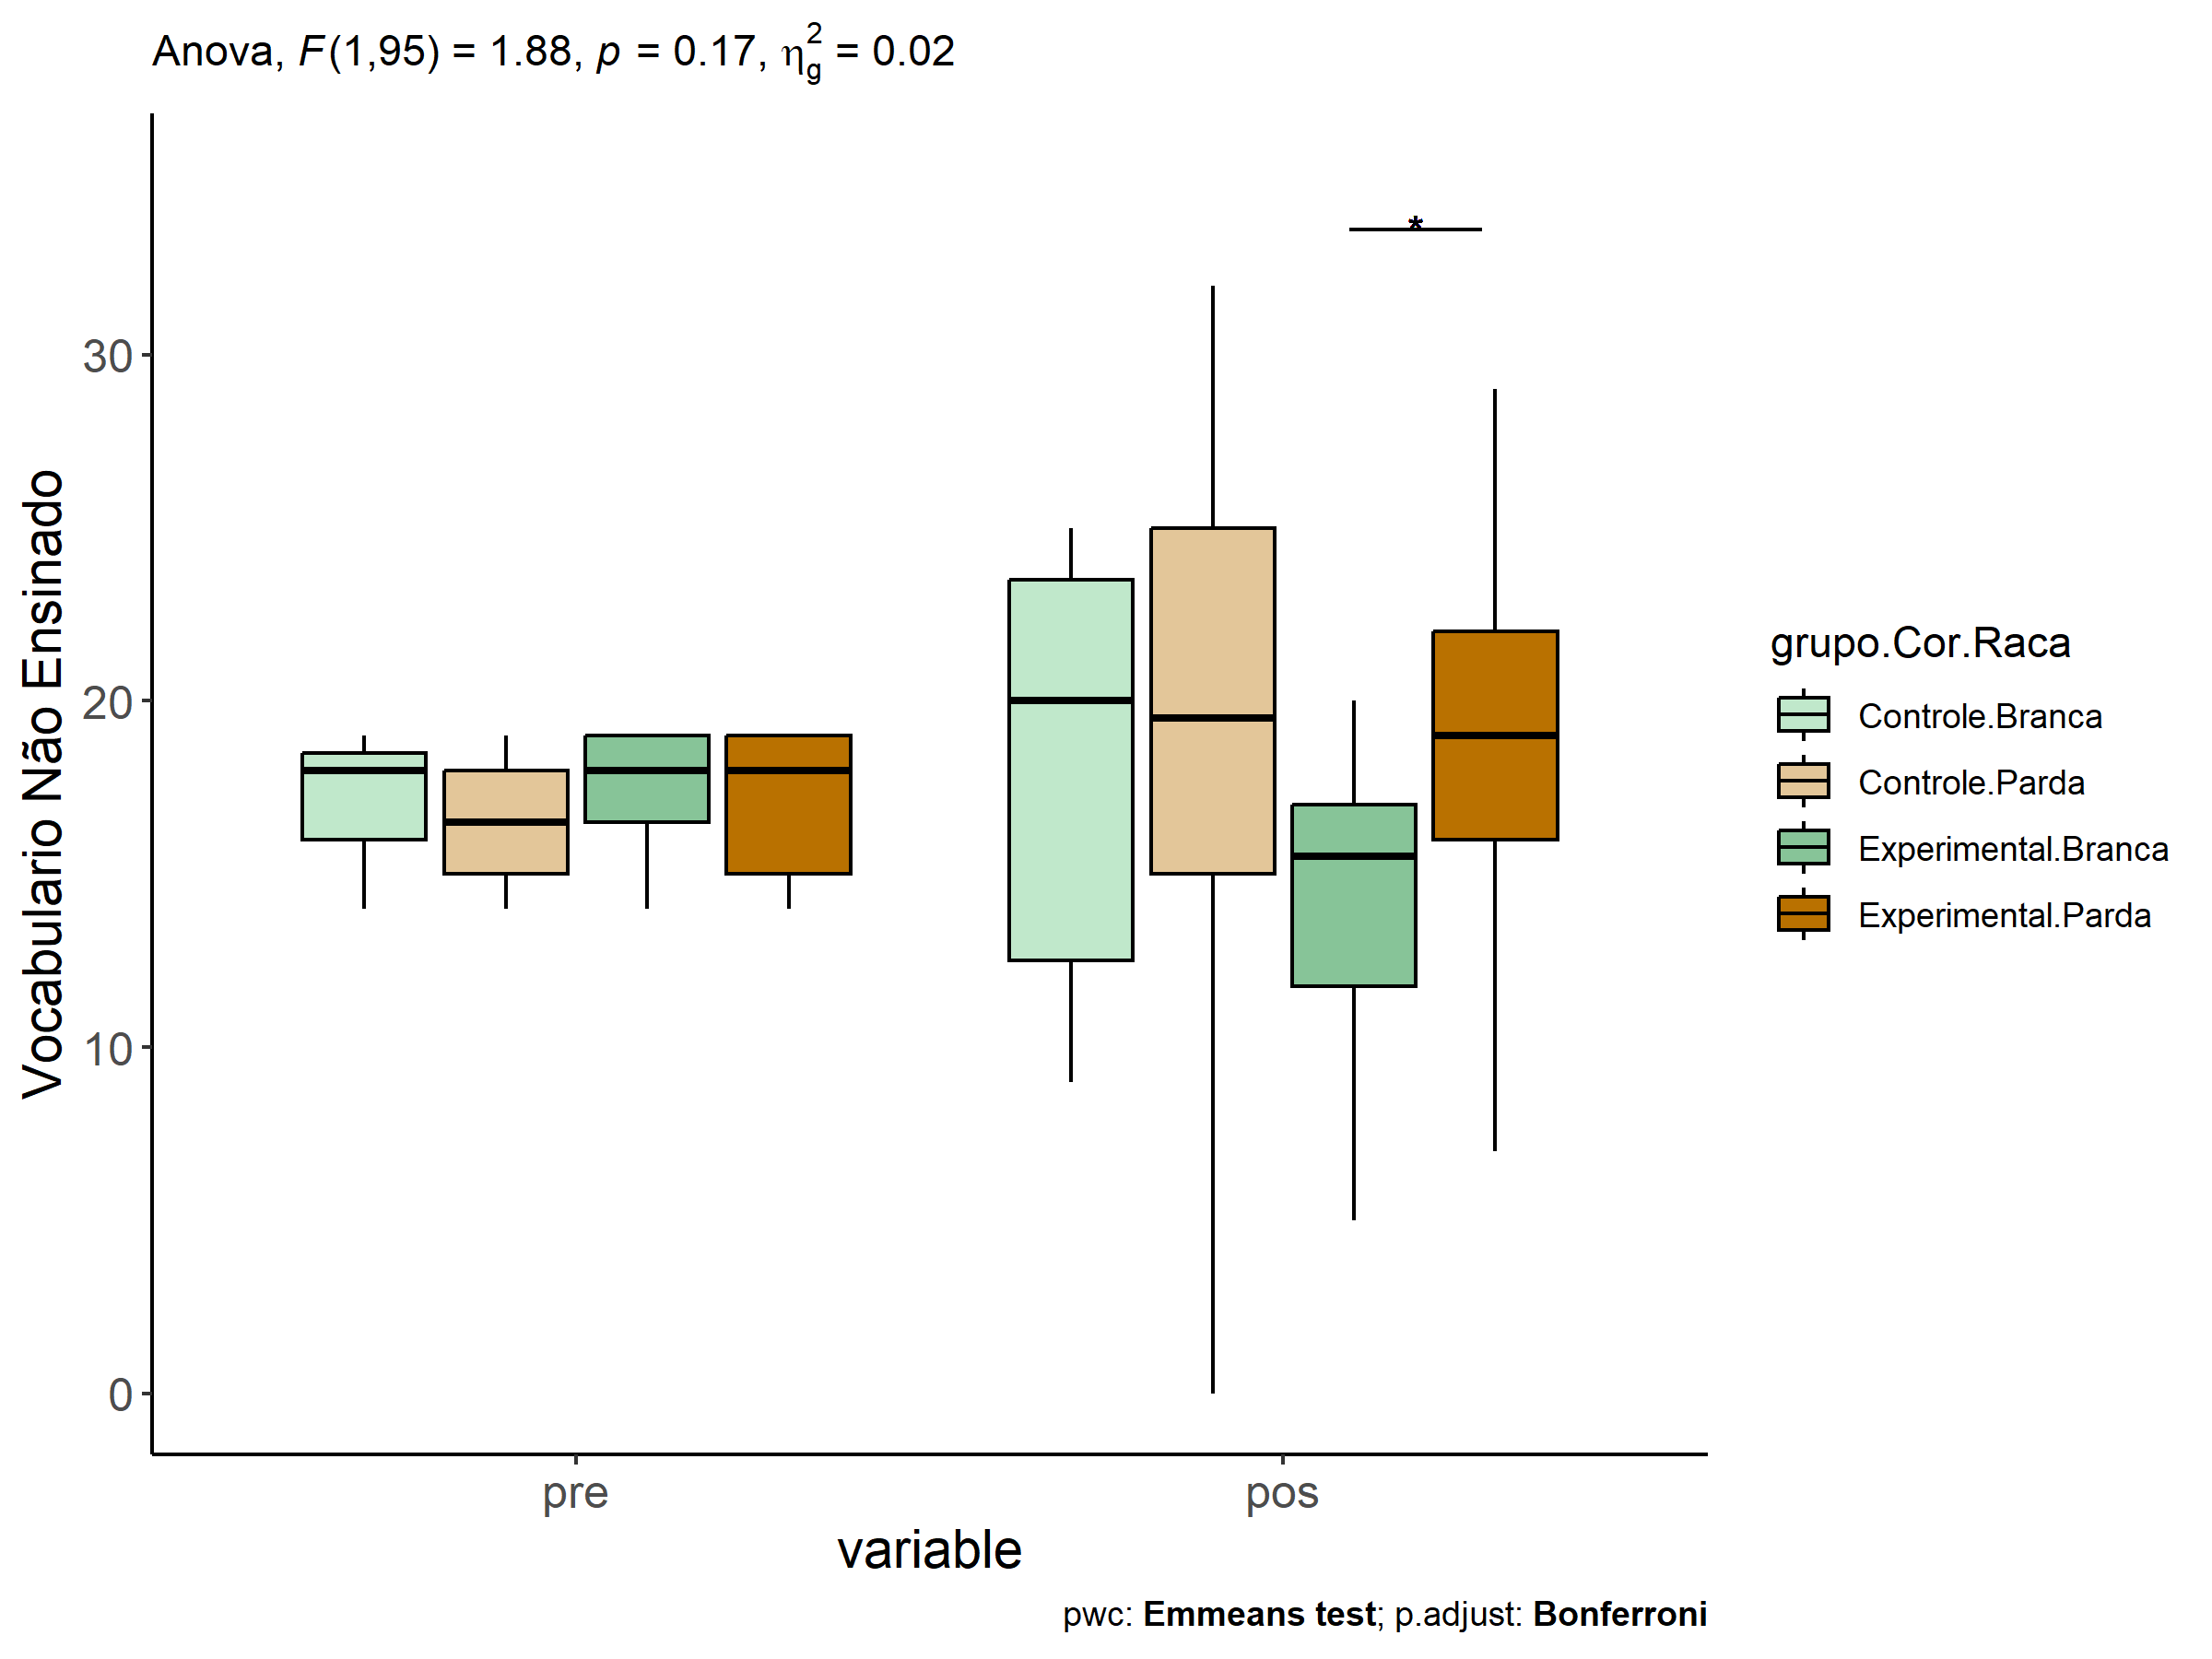 Anova, F(1,95) = 1.88, p = 0.17, η²g = 0.02
*
Vocabulario Não Ensinado
30
20
10
0
pre
pos
variable
grupo.Cor.Raca
Controle.Branca
Controle.Parda
Experimental.Branca
Experimental.Parda
pwc: Emmeans test; p.adjust: Bonferroni